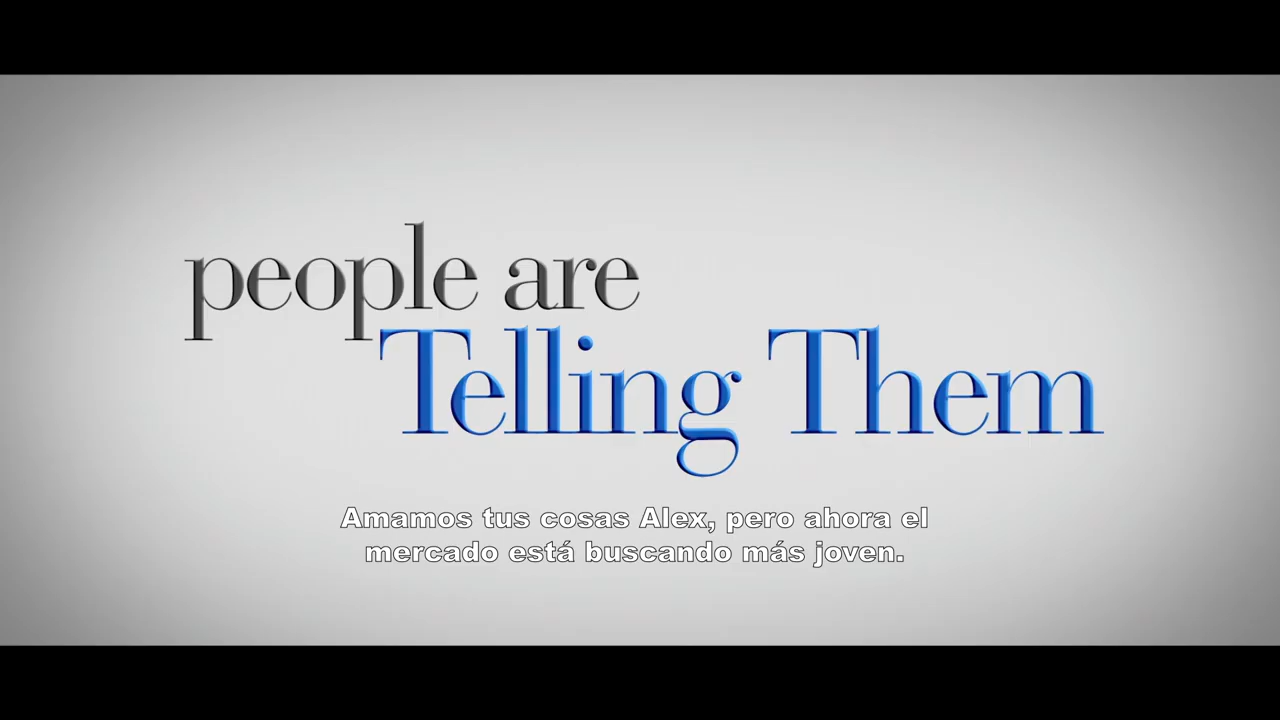 people are
Telling Them
Amamos tus cosas Alex, pero ahora el
mercado está buscando más joven.